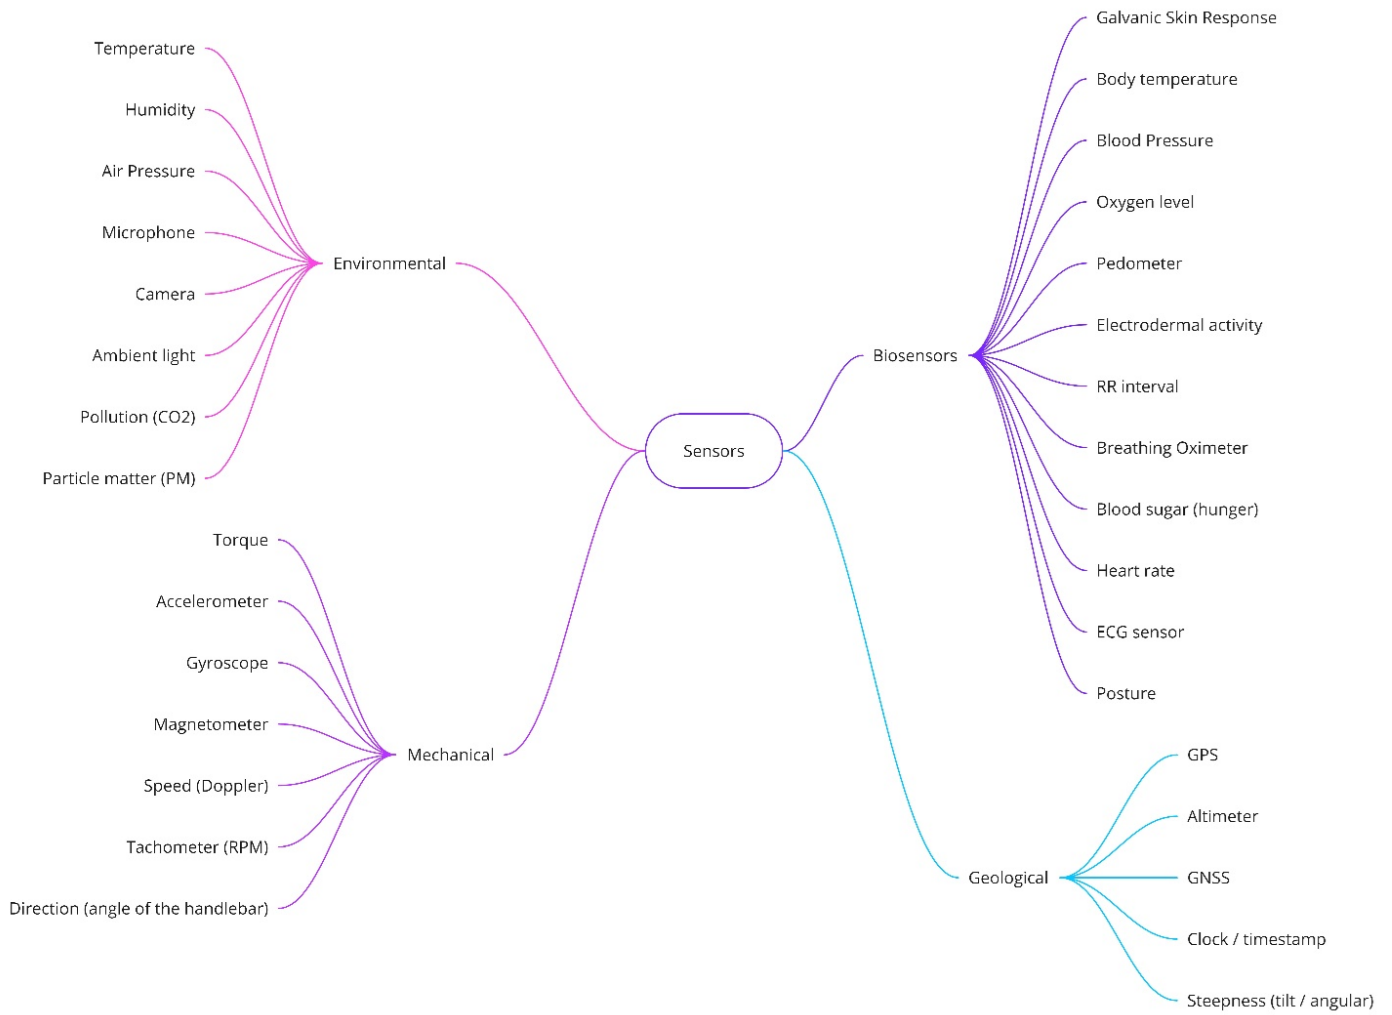 Sensors
Environmental
Temperature
Humidity
Air Pressure
Microphone
Camera
Ambient light
Pollution (CO2)
Particle matter (PM)
Mechanical
Torque
Accelerometer
Gyroscope
Magnetometer
Speed (Doppler)
Tachometer (RPM)
Direction (angle of the handlebar)
Biosensors
Galvanic Skin Response
Body temperature
Blood Pressure
Oxygen level
Pedometer
Electrodermal activity
RR interval
Breathing Oximeter
Blood sugar (hunger)
Heart rate
ECG sensor
Posture
Geological
GPS
Altimeter
GNSS
Clock / timestamp
Steepness (tilt / angular)